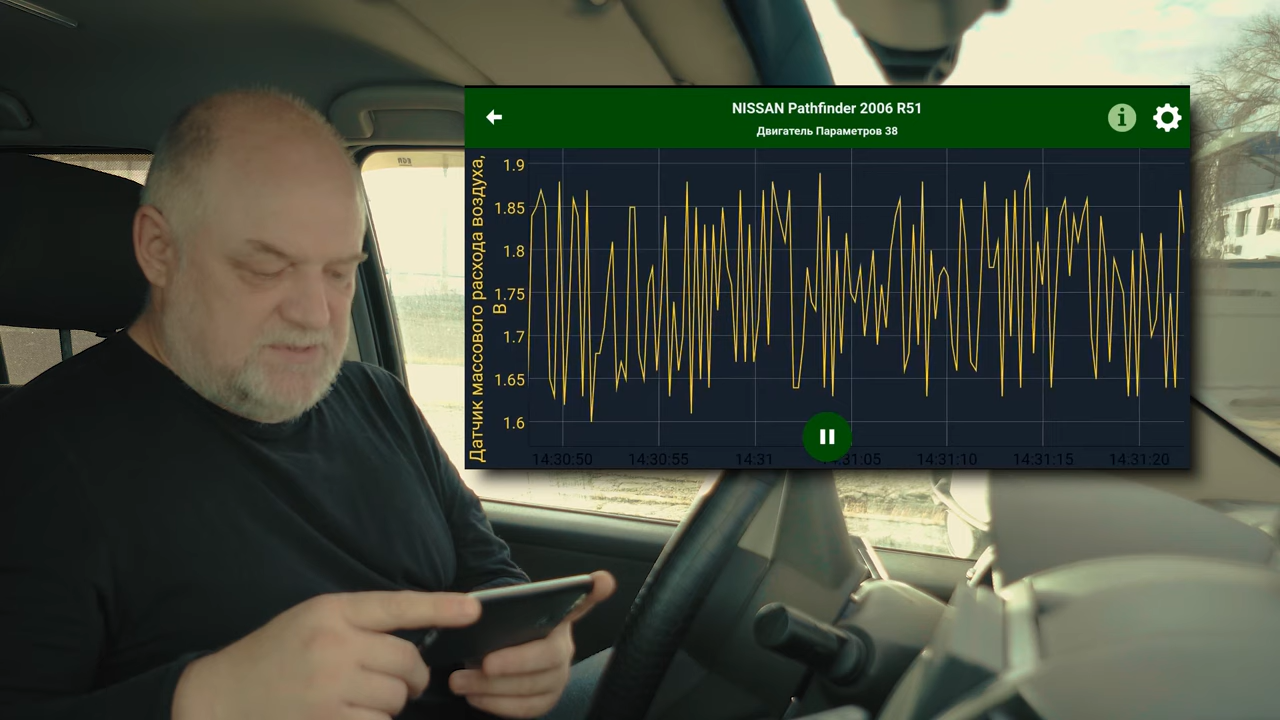 NISSAN Pathfinder 2006 R51
Двигатель Параметров 38
Датчик массового расхода воздуха,
В
1.9
1.85
1.8
1.75
1.7
1.65
1.6
14:30:50 14:30:55 14:31 :31:05 14:31:10 14:31:15 14:31:20